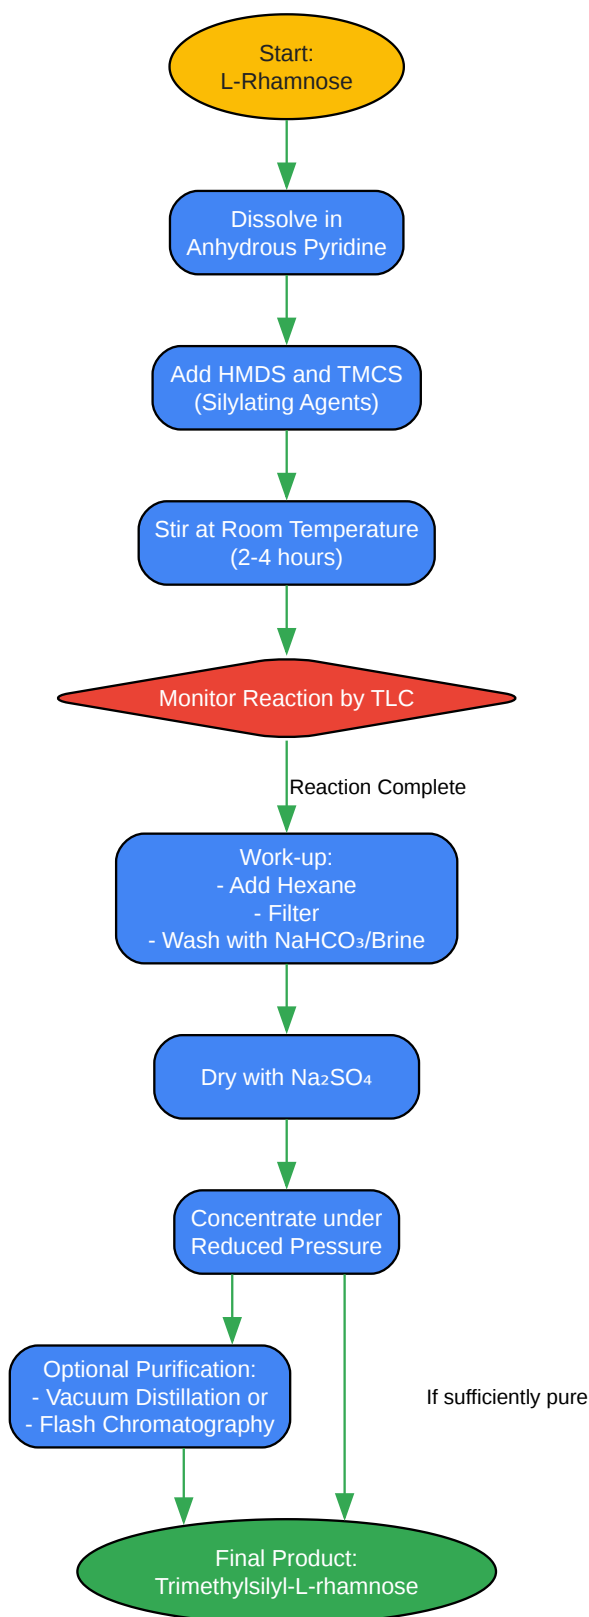 Start:
L-Rhamnose
Dissolve in
Anhydrous Pyridine
Add HMDS and TMCS
(Silylating Agents)
Stir at Room Temperature
(2-4 hours)
Monitor Reaction by TLC
Reaction Complete
Work-up:
- Add Hexane
- Filter
- Wash with NaHCO₃/Brine
Dry with Na₂SO₄
Concentrate under
Reduced Pressure
Optional Purification:
- Vacuum Distillation or
- Flash Chromatography
If sufficiently pure
Final Product:
Trimethylsilyl-L-rhamnose